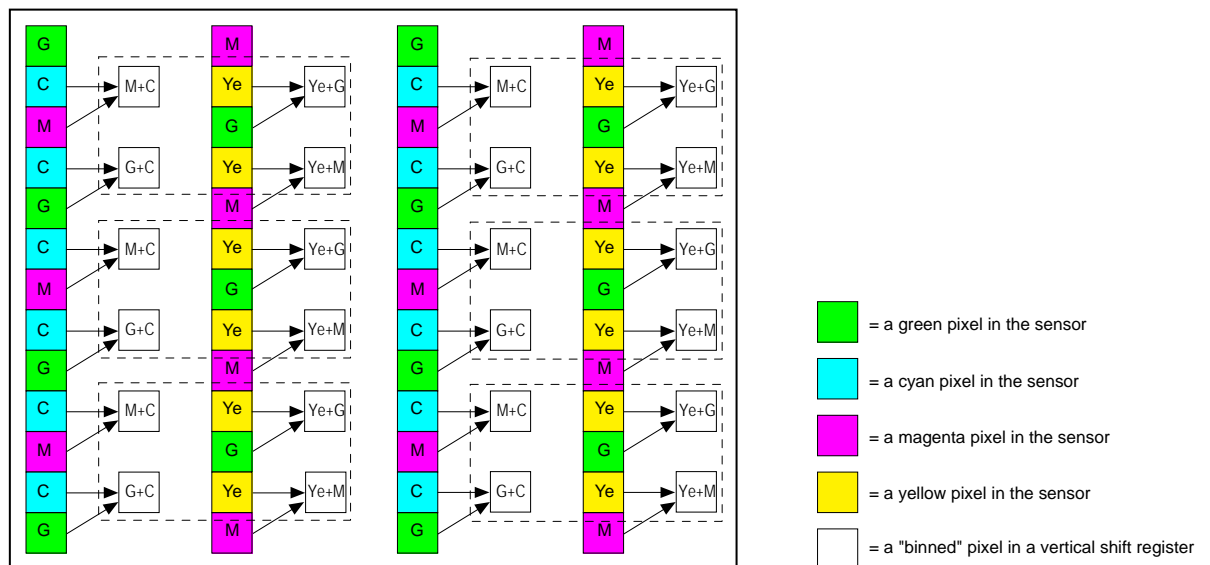 G M G M
C M+C Ye Ye+G C M+C Ye Ye+G
M G M G
C G+C Ye Ye+M C G+C Ye Ye+M
G M G M
C M+C Ye Ye+G C M+C Ye Ye+G
M G M G
C G+C Ye Ye+M C G+C Ye Ye+M
G M G M
C M+C Ye Ye+G C M+C Ye Ye+G
M G M G
C G+C Ye Ye+M C G+C Ye Ye+M
G M G M
= a green pixel in the sensor
= a cyan pixel in the sensor
= a magenta pixel in the sensor
= a yellow pixel in the sensor
= a "binned" pixel in a vertical shift register